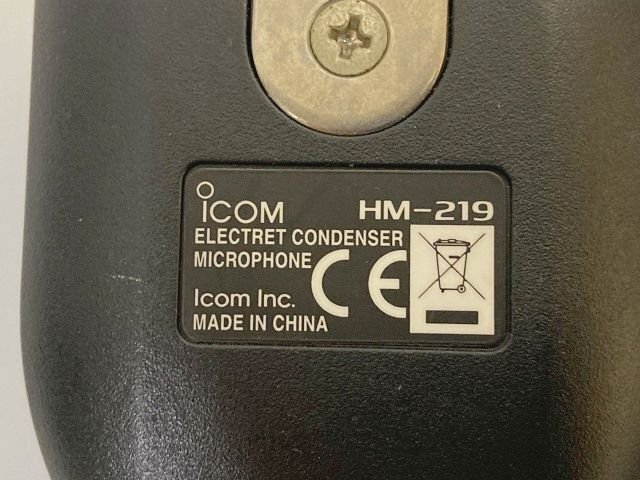 ICOM HM-219
ELECTRET CONDENSER
MICROPHONE CE
Icom Inc.
MADE IN CHINA